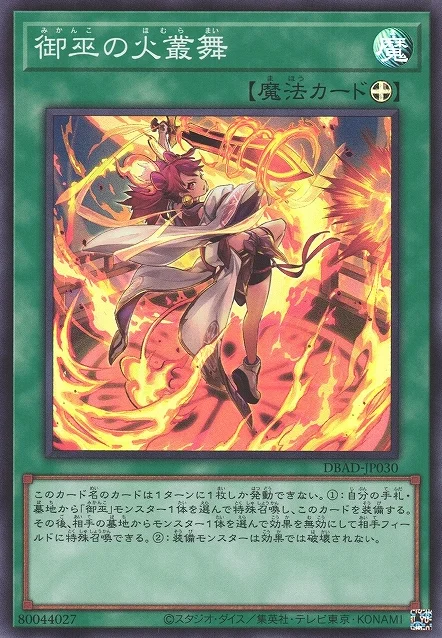 御巫の火叢舞
魔
【魔法カード】
DBAD-JP030
このカード名のカードは1ターンに1枚しか発動できない。①：自分の手札・
墓地から「御巫」モンスター1体を選んで特殊召喚し、このカードを装備する。
その後、相手の墓地からモンスター1体を選んで効果を無効にして相手フィー
ルドに特殊召喚できる。②：装備モンスターは効果では破壊されない。
80044027
©スタジオ・ダイス／集英社・テレビ東京・KONAMI